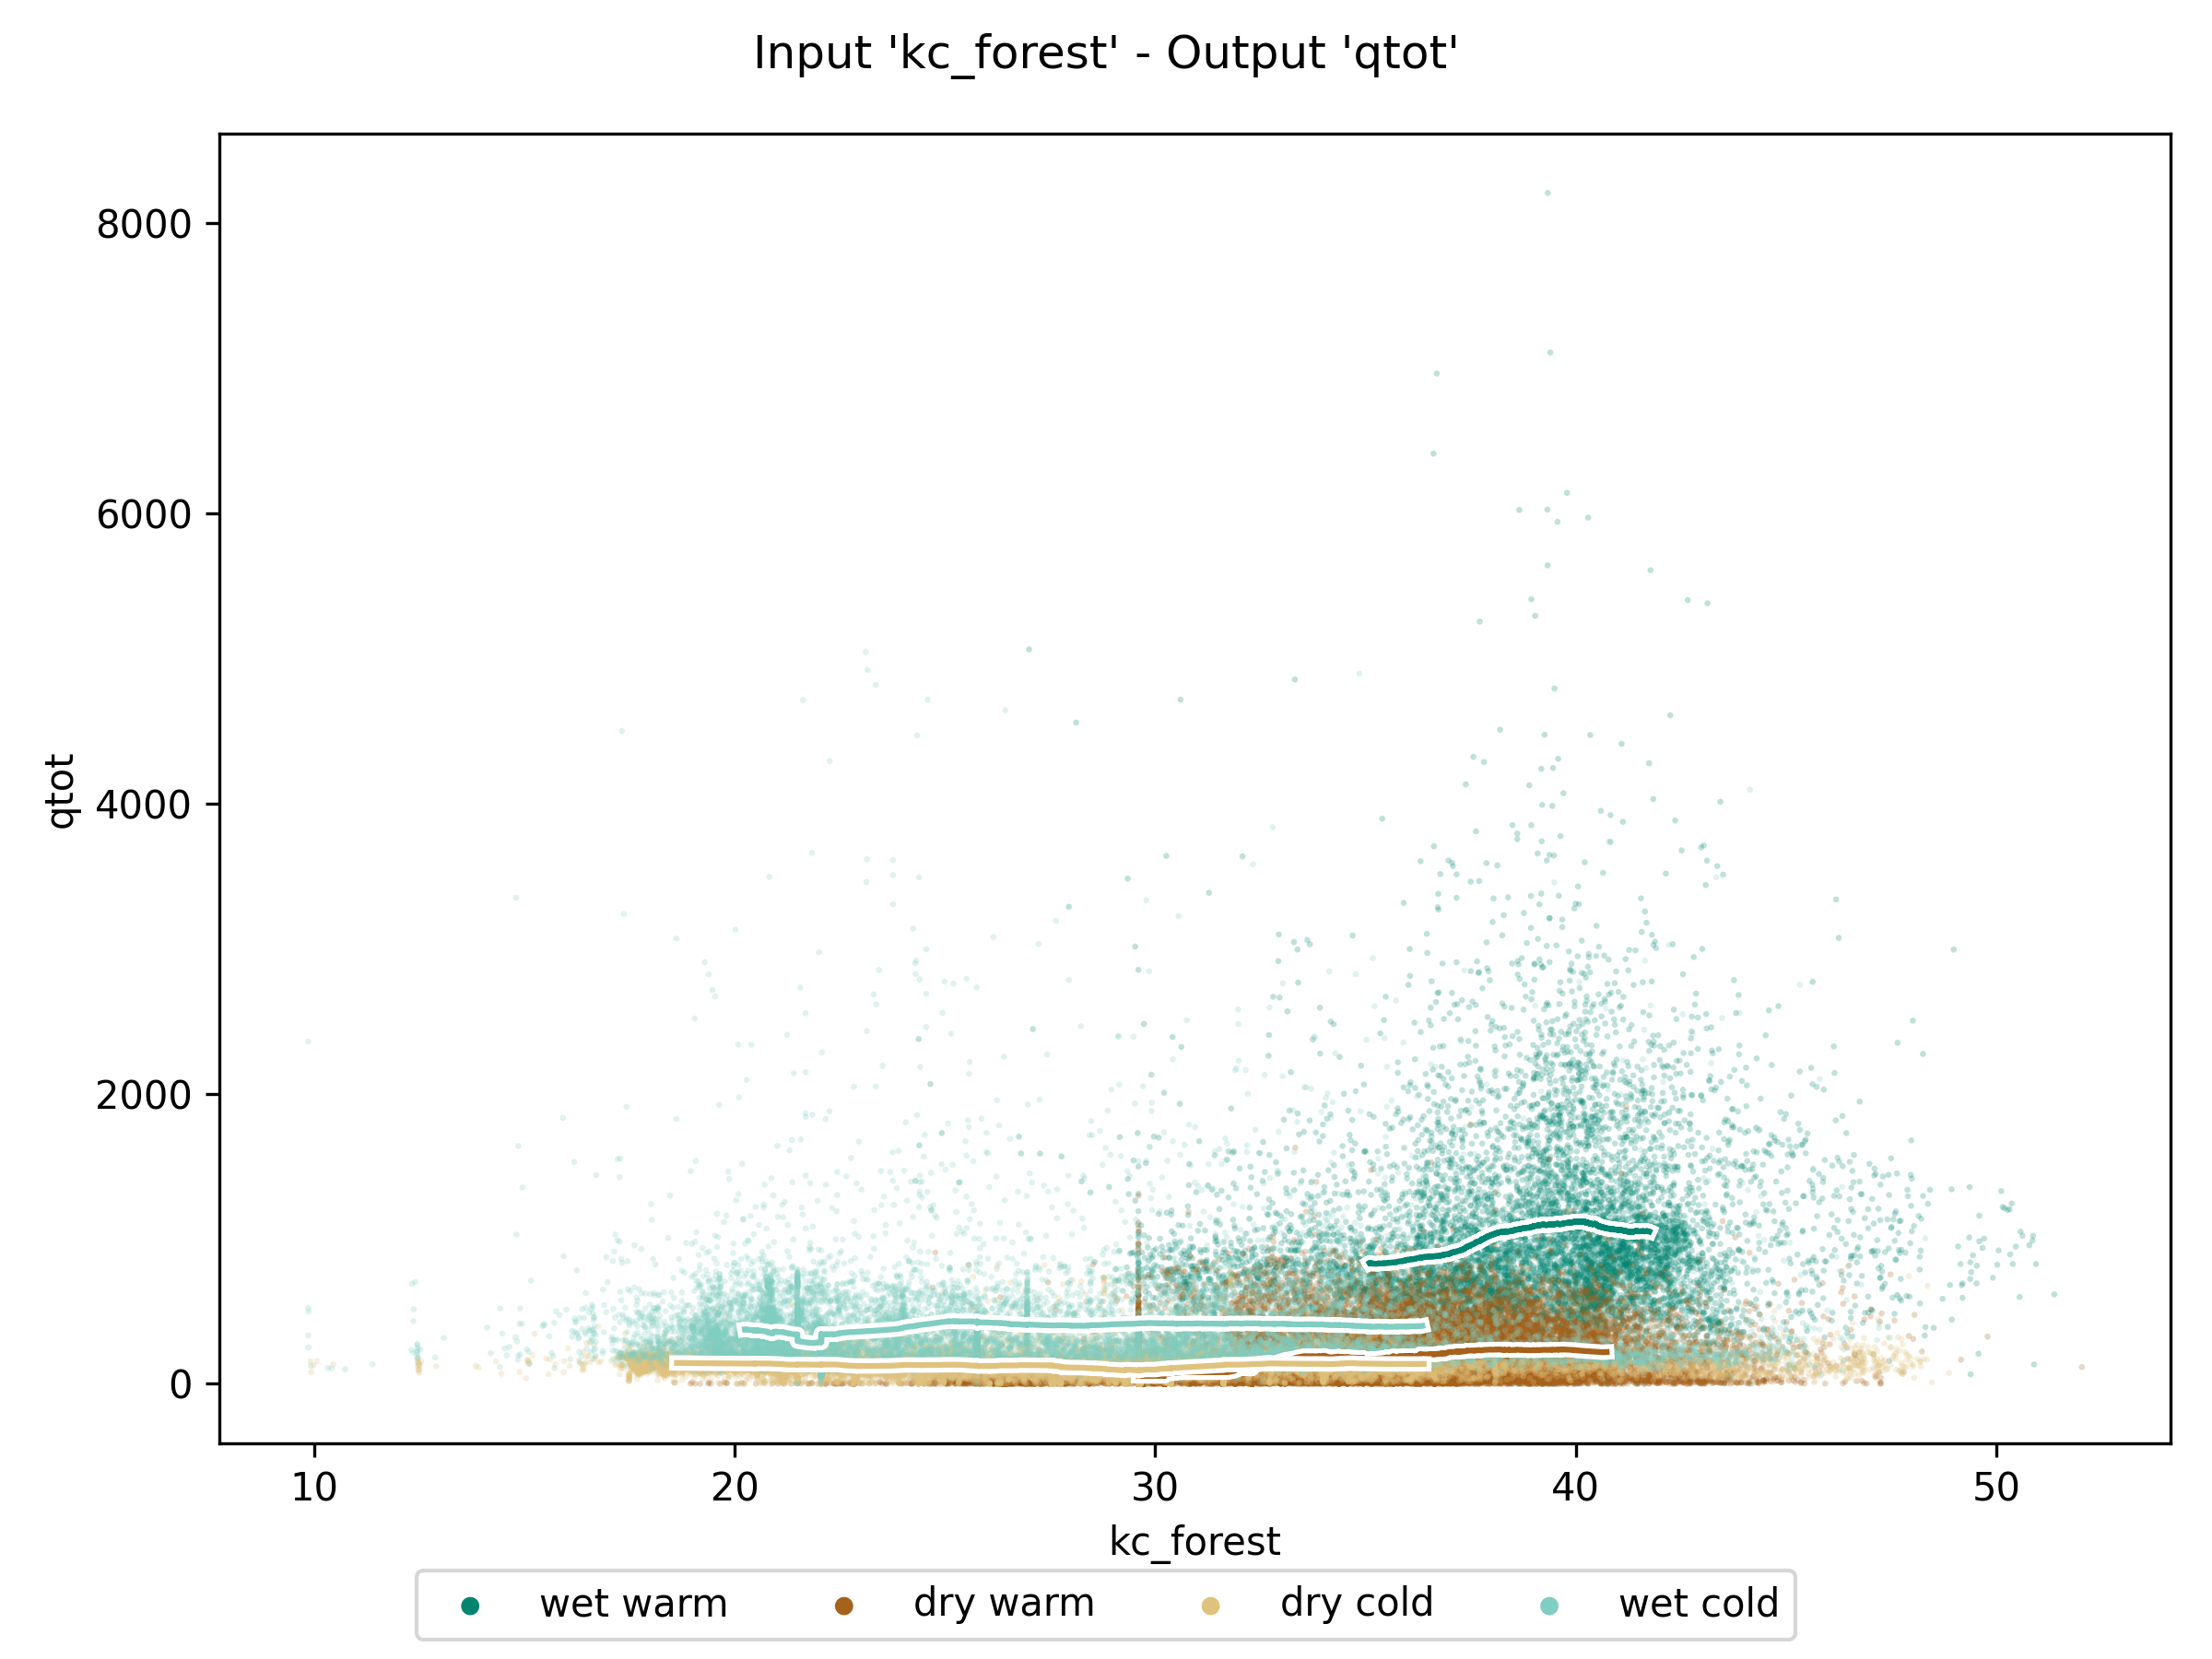 Input 'kc_forest' - Output 'qtot'
8000
6000
4000
2000
0
qtot
10 20 30 40 50
kc_forest
wet warm dry warm dry cold wet cold